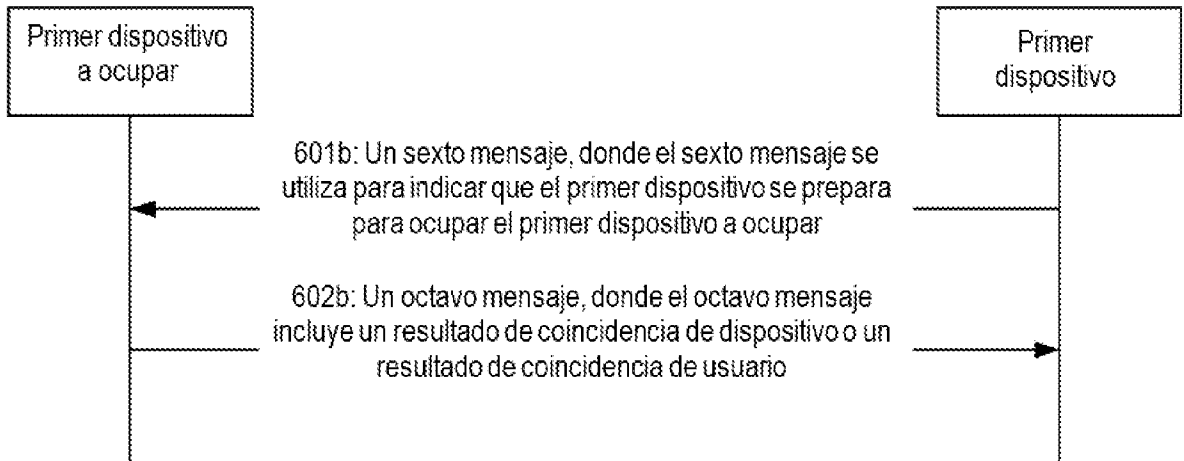 Primer dispositivo
a ocupar
Primer
dispositivo
601b: Un sexto mensaje, donde el sexto mensaje se
utiliza para indicar que el primer dispositivo se prepara
para ocupar el primer dispositivo a ocupar
602b: Un octavo mensaje, donde el octavo mensaje
incluye un resultado de coincidencia de dispositivo o un
resultado de coincidencia de usuario